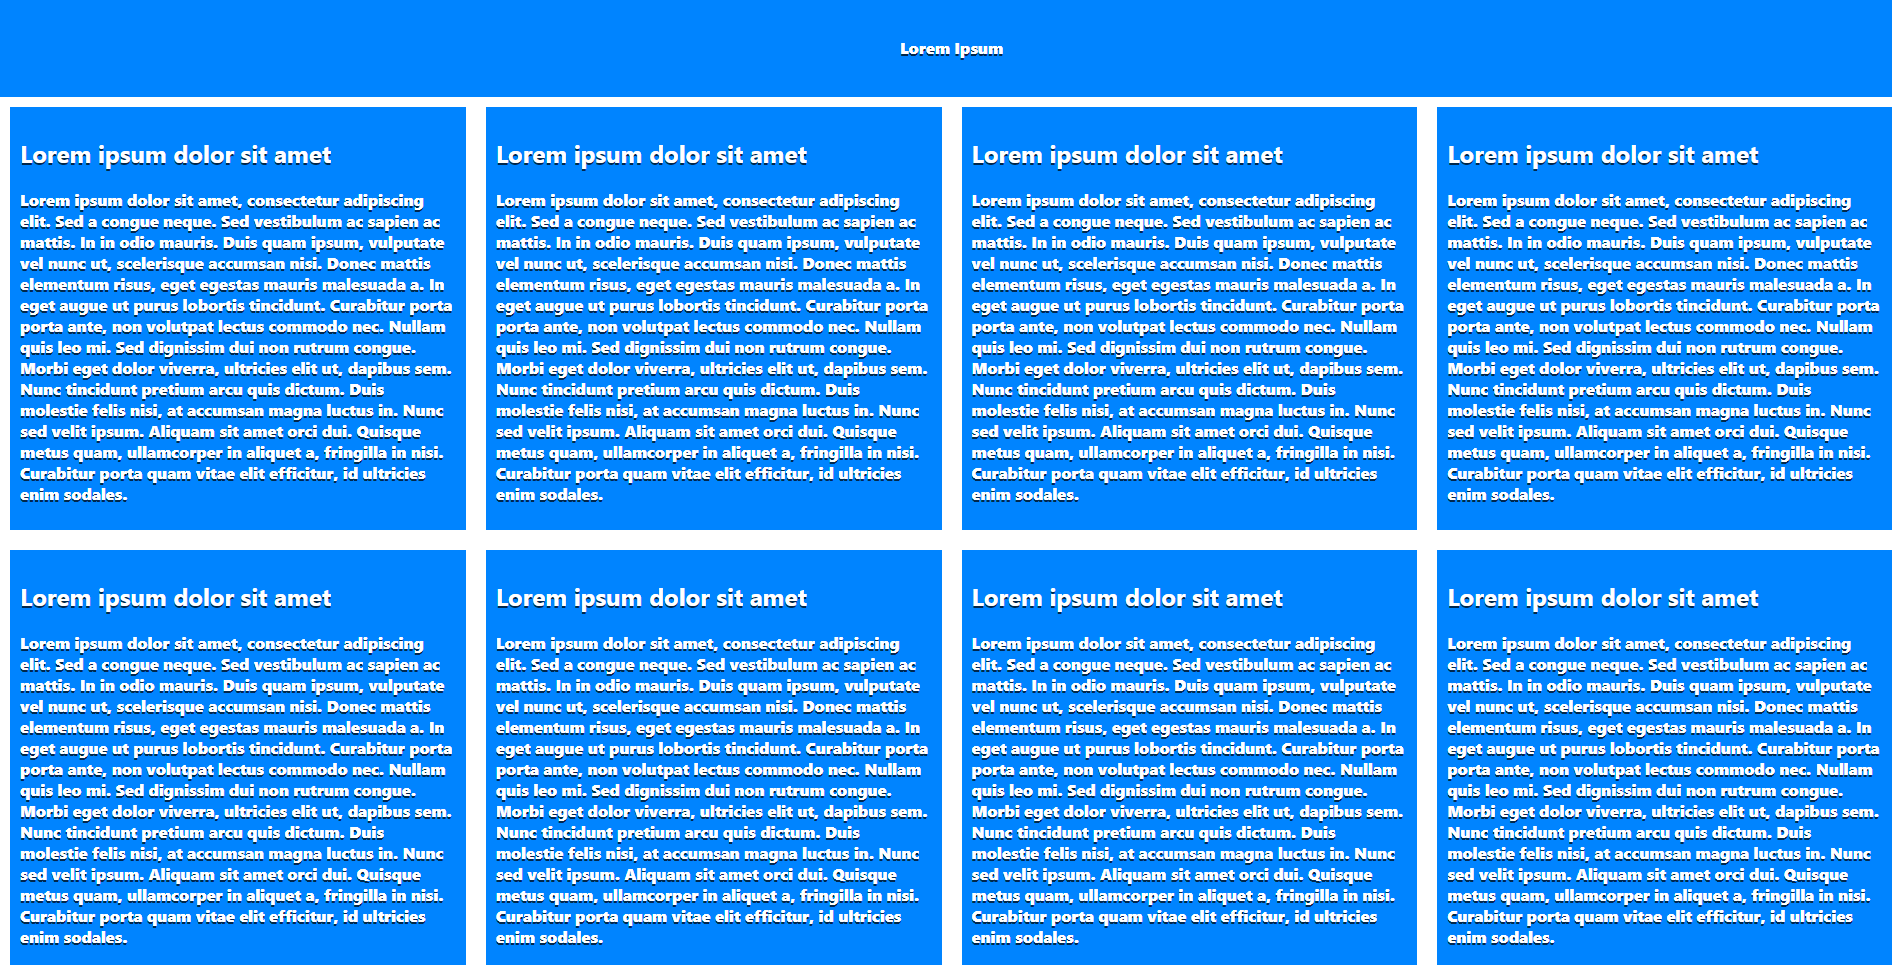 Lorem Ipsum
Lorem ipsum dolor sit amet
Lorem ipsum dolor sit amet, consectetur adipiscing
elit. Sed a congue neque. Sed vestibulum ac sapien ac
mattis. In in odio mauris. Duis quam ipsum, vulputate
vel nunc ut, scelerisque accumsan nisi. Donec mattis
elementum risus, eget egestas mauris malesuada a. In
eget augue ut purus lobortis tincidunt. Curabitur porta
porta ante, non volutpat lectus commodo nec. Nullam
quis leo mi. Sed dignissim dui non rutrum congue.
Morbi eget dolor viverra, ultricies elit ut, dapibus sem.
Nunc tincidunt pretium arcu quis dictum. Duis
molestie felis nisi, at accumsan magna luctus in. Nunc
sed velit ipsum. Aliquam sit amet orci dui. Quisque
metus quam, ullamcorper in aliquet a, fringilla in nisi.
Curabitur porta quam vitae elit efficitur, id ultricies
enim sodales.
Lorem ipsum dolor sit amet
Lorem ipsum dolor sit amet, consectetur adipiscing
elit. Sed a congue neque. Sed vestibulum ac sapien ac
mattis. In in odio mauris. Duis quam ipsum, vulputate
vel nunc ut, scelerisque accumsan nisi. Donec mattis
elementum risus, eget egestas mauris malesuada a. In
eget augue ut purus lobortis tincidunt. Curabitur porta
porta ante, non volutpat lectus commodo nec. Nullam
quis leo mi. Sed dignissim dui non rutrum congue.
Morbi eget dolor viverra, ultricies elit ut, dapibus sem.
Nunc tincidunt pretium arcu quis dictum. Duis
molestie felis nisi, at accumsan magna luctus in. Nunc
sed velit ipsum. Aliquam sit amet orci dui. Quisque
metus quam, ullamcorper in aliquet a, fringilla in nisi.
Curabitur porta quam vitae elit efficitur, id ultricies
enim sodales.
Lorem ipsum dolor sit amet
Lorem ipsum dolor sit amet, consectetur adipiscing
elit. Sed a congue neque. Sed vestibulum ac sapien ac
mattis. In in odio mauris. Duis quam ipsum, vulputate
vel nunc ut, scelerisque accumsan nisi. Donec mattis
elementum risus, eget egestas mauris malesuada a. In
eget augue ut purus lobortis tincidunt. Curabitur porta
porta ante, non volutpat lectus commodo nec. Nullam
quis leo mi. Sed dignissim dui non rutrum congue.
Morbi eget dolor viverra, ultricies elit ut, dapibus sem.
Nunc tincidunt pretium arcu quis dictum. Duis
molestie felis nisi, at accumsan magna luctus in. Nunc
sed velit ipsum. Aliquam sit amet orci dui. Quisque
metus quam, ullamcorper in aliquet a, fringilla in nisi.
Curabitur porta quam vitae elit efficitur, id ultricies
enim sodales.
Lorem ipsum dolor sit amet
Lorem ipsum dolor sit amet, consectetur adipiscing
elit. Sed a congue neque. Sed vestibulum ac sapien ac
mattis. In in odio mauris. Duis quam ipsum, vulputate
vel nunc ut, scelerisque accumsan nisi. Donec mattis
elementum risus, eget egestas mauris malesuada a. In
eget augue ut purus lobortis tincidunt. Curabitur porta
porta ante, non volutpat lectus commodo nec. Nullam
quis leo mi. Sed dignissim dui non rutrum congue.
Morbi eget dolor viverra, ultricies elit ut, dapibus sem.
Nunc tincidunt pretium arcu quis dictum. Duis
molestie felis nisi, at accumsan magna luctus in. Nunc
sed velit ipsum. Aliquam sit amet orci dui. Quisque
metus quam, ullamcorper in aliquet a, fringilla in nisi.
Curabitur porta quam vitae elit efficitur, id ultricies
enim sodales.
Lorem ipsum dolor sit amet
Lorem ipsum dolor sit amet, consectetur adipiscing
elit. Sed a congue neque. Sed vestibulum ac sapien ac
mattis. In in odio mauris. Duis quam ipsum, vulputate
vel nunc ut, scelerisque accumsan nisi. Donec mattis
elementum risus, eget egestas mauris malesuada a. In
eget augue ut purus lobortis tincidunt. Curabitur porta
porta ante, non volutpat lectus commodo nec. Nullam
quis leo mi. Sed dignissim dui non rutrum congue.
Morbi eget dolor viverra, ultricies elit ut, dapibus sem.
Nunc tincidunt pretium arcu quis dictum. Duis
molestie felis nisi, at accumsan magna luctus in. Nunc
sed velit ipsum. Aliquam sit amet orci dui. Quisque
metus quam, ullamcorper in aliquet a, fringilla in nisi.
Curabitur porta quam vitae elit efficitur, id ultricies
enim sodales.
Lorem ipsum dolor sit amet
Lorem ipsum dolor sit amet, consectetur adipiscing
elit. Sed a congue neque. Sed vestibulum ac sapien ac
mattis. In in odio mauris. Duis quam ipsum, vulputate
vel nunc ut, scelerisque accumsan nisi. Donec mattis
elementum risus, eget egestas mauris malesuada a. In
eget augue ut purus lobortis tincidunt. Curabitur porta
porta ante, non volutpat lectus commodo nec. Nullam
quis leo mi. Sed dignissim dui non rutrum congue.
Morbi eget dolor viverra, ultricies elit ut, dapibus sem.
Nunc tincidunt pretium arcu quis dictum. Duis
molestie felis nisi, at accumsan magna luctus in. Nunc
sed velit ipsum. Aliquam sit amet orci dui. Quisque
metus quam, ullamcorper in aliquet a, fringilla in nisi.
Curabitur porta quam vitae elit efficitur, id ultricies
enim sodales.
Lorem ipsum dolor sit amet
Lorem ipsum dolor sit amet, consectetur adipiscing
elit. Sed a congue neque. Sed vestibulum ac sapien ac
mattis. In in odio mauris. Duis quam ipsum, vulputate
vel nunc ut, scelerisque accumsan nisi. Donec mattis
elementum risus, eget egestas mauris malesuada a. In
eget augue ut purus lobortis tincidunt. Curabitur porta
porta ante, non volutpat lectus commodo nec. Nullam
quis leo mi. Sed dignissim dui non rutrum congue.
Morbi eget dolor viverra, ultricies elit ut, dapibus sem.
Nunc tincidunt pretium arcu quis dictum. Duis
molestie felis nisi, at accumsan magna luctus in. Nunc
sed velit ipsum. Aliquam sit amet orci dui. Quisque
metus quam, ullamcorper in aliquet a, fringilla in nisi.
Curabitur porta quam vitae elit efficitur, id ultricies
enim sodales.
Lorem ipsum dolor sit amet
Lorem ipsum dolor sit amet, consectetur adipiscing
elit. Sed a congue neque. Sed vestibulum ac sapien ac
mattis. In in odio mauris. Duis quam ipsum, vulputate
vel nunc ut, scelerisque accumsan nisi. Donec mattis
elementum risus, eget egestas mauris malesuada a. In
eget augue ut purus lobortis tincidunt. Curabitur porta
porta ante, non volutpat lectus commodo nec. Nullam
quis leo mi. Sed dignissim dui non rutrum congue.
Morbi eget dolor viverra, ultricies elit ut, dapibus sem.
Nunc tincidunt pretium arcu quis dictum. Duis
molestie felis nisi, at accumsan magna luctus in. Nunc
sed velit ipsum. Aliquam sit amet orci dui. Quisque
metus quam, ullamcorper in aliquet a, fringilla in nisi.
Curabitur porta quam vitae elit efficitur, id ultricies
enim sodales.